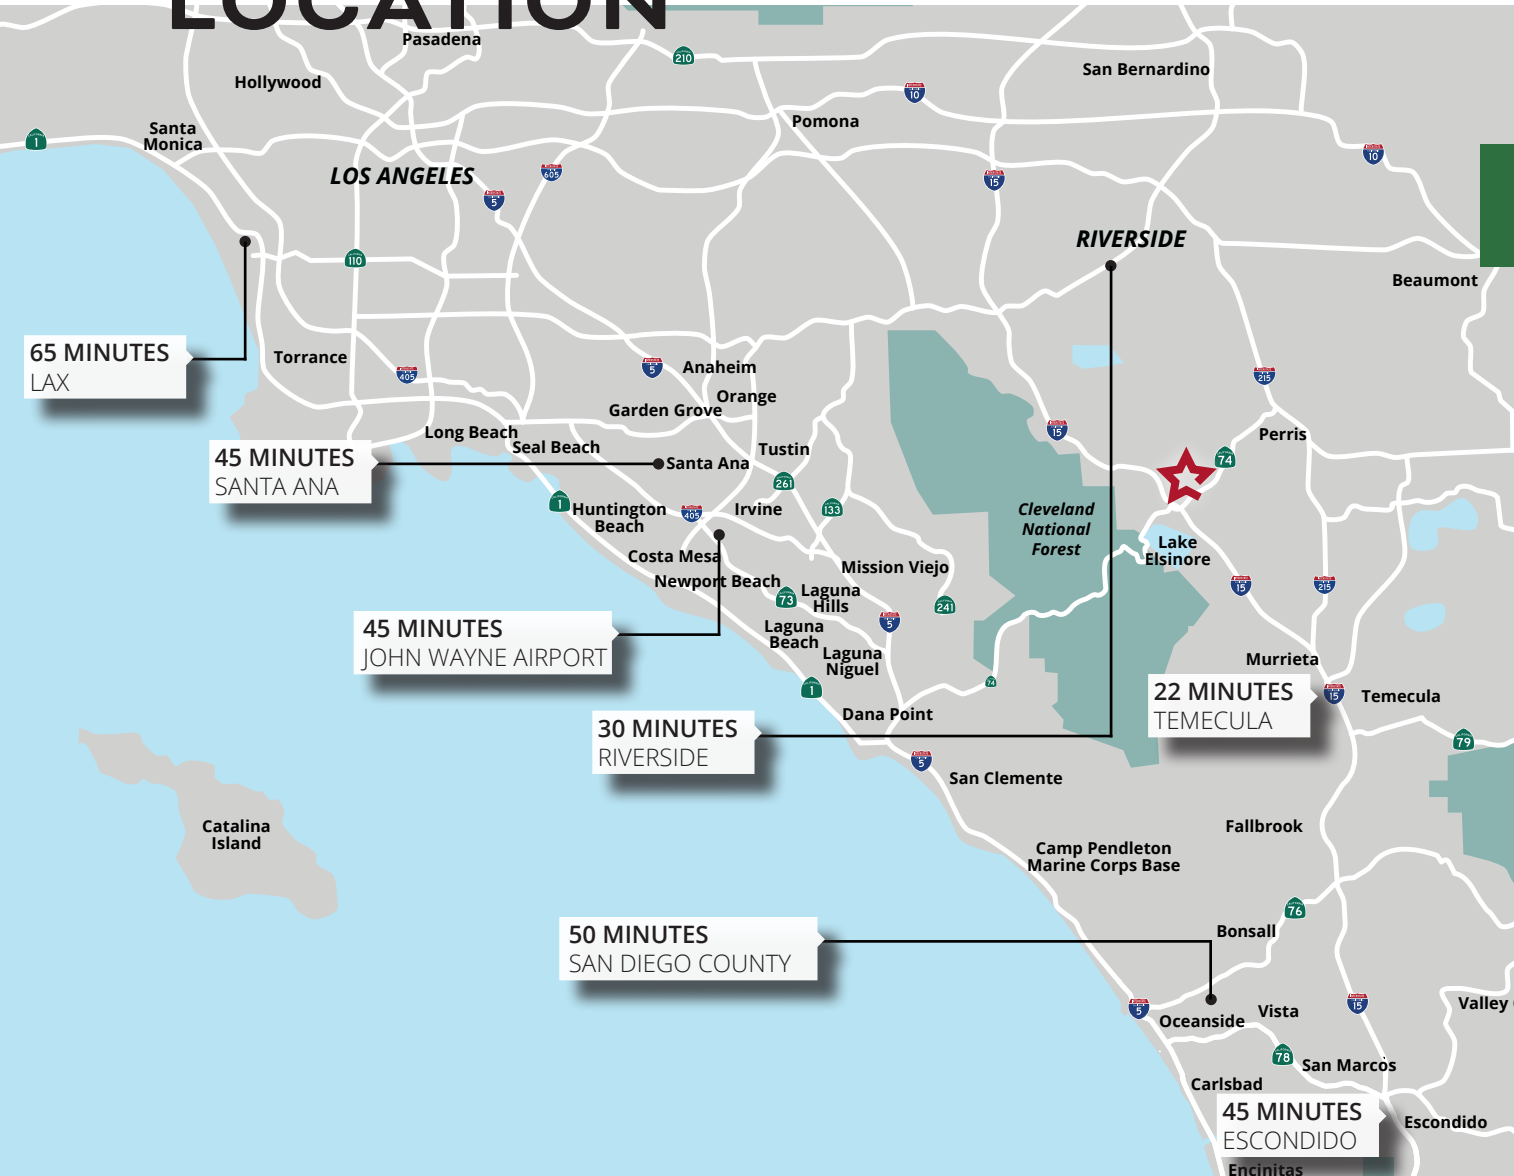 LOCATION
Pasadena
210
Hollywood
San Bernardino
10
Pomona
Santa
Monica
1
10
LOS ANGELES
605
5
15
RIVERSIDE
110
Beaumont
65 MINUTES
LAX
Torrance
405
5
Anaheim
215
Orange
Garden Grove
Long Beach
Seal Beach
15
Perris
Tustin
74
45 MINUTES
SANTA ANA
Santa Ana
261
1
Huntington
Beach
405
Irvine
133
Cleveland
National
Forest
Costa Mesa
Lake
Elsinore
Mission Viejo
Newport Beach
73
Laguna
Hills
241
15
215
45 MINUTES
JOHN WAYNE AIRPORT
5
Laguna
Beach
Laguna
Niguel
1
74
Murrieta
22 MINUTES
TEMECULA
15
Temecula
Dana Point
30 MINUTES
RIVERSIDE
79
5
San Clemente
Catalina
Island
Fallbrook
Camp Pendleton
Marine Corps Base
76
Bonsall
50 MINUTES
SAN DIEGO COUNTY
5
Oceanside
Vista
15
Valley
78
San Marcos
Carlsbad
45 MINUTES
ESCONDIDO
Escondido
Encinitas